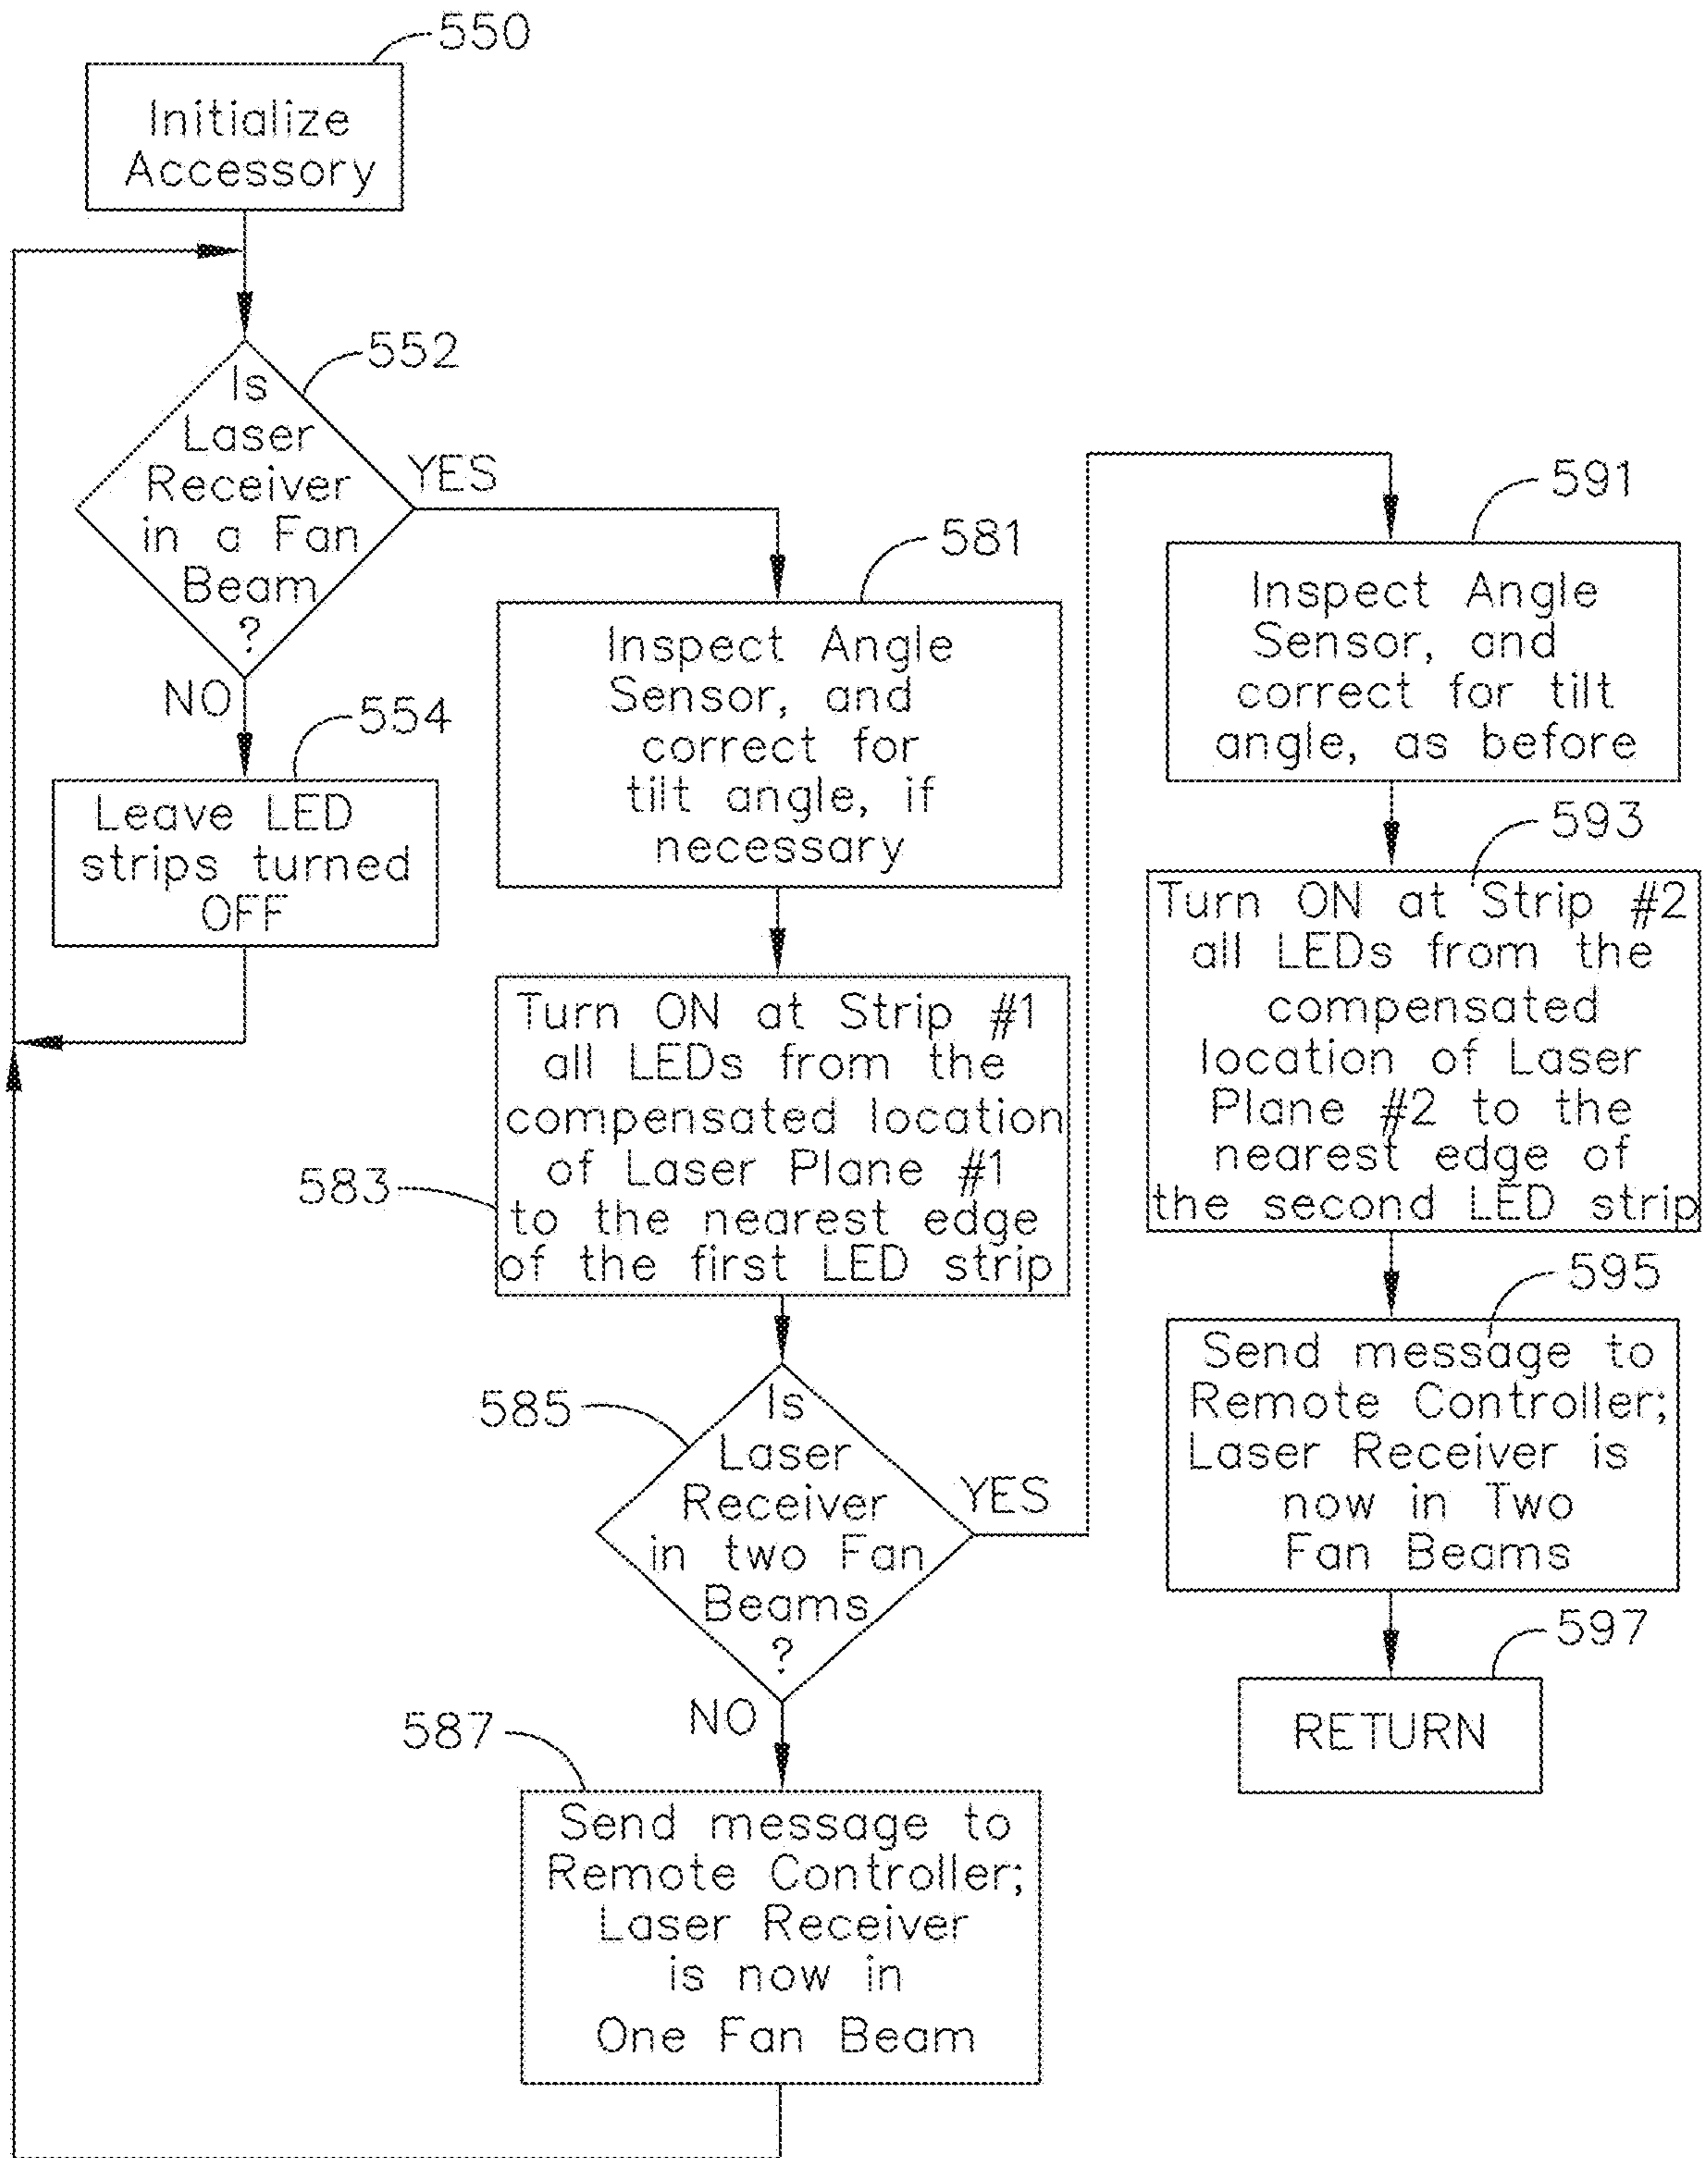 550
Initialize
Accessory
552
Is
Laser
Receiver
in a Fan
Beam
?
YES
NO
554
Leave LED
strips turned
OFF
581
Inspect Angle
Sensor, and
correct for
tilt angle, if
necessary
583
Turn ON at Strip #1
all LEDs from the
compensated location
of Laser Plane #1
to the nearest edge
of the first LED strip
585
Is
Laser
Receiver
in two Fan
Beams
?
YES
NO
587
Send message to
Remote Controller;
Laser Receiver
is now in
One Fan Beam
591
Inspect Angle
Sensor, and
correct for tilt
angle, as before
593
Turn ON at Strip #2
all LEDs from the
compensated
location of Laser
Plane #2 to the
nearest edge of
the second LED strip
595
Send message to
Remote Controller;
Laser Receiver is
now in Two
Fan Beams
597
RETURN